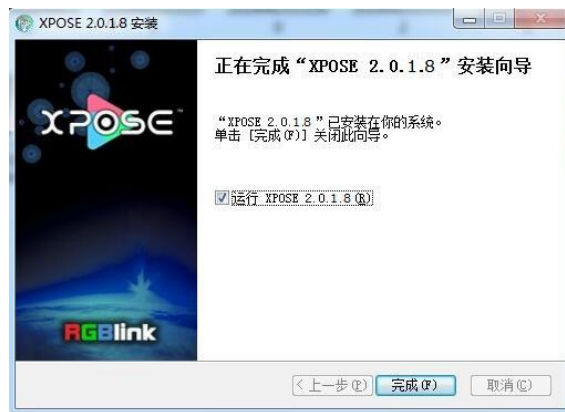 XPOSE 2.0.1.8 安装
正在完成“XPOSE 2.0.1.8”安装向导
XPOSE™
“XPOSE 2.0.1.8”已安装在你的系统。
单击 [完成(F)] 关闭此向导。
运行 XPOSE 2.0.1.8(R)
RGBlink
<上一步(P) 完成(F) 取消(C)